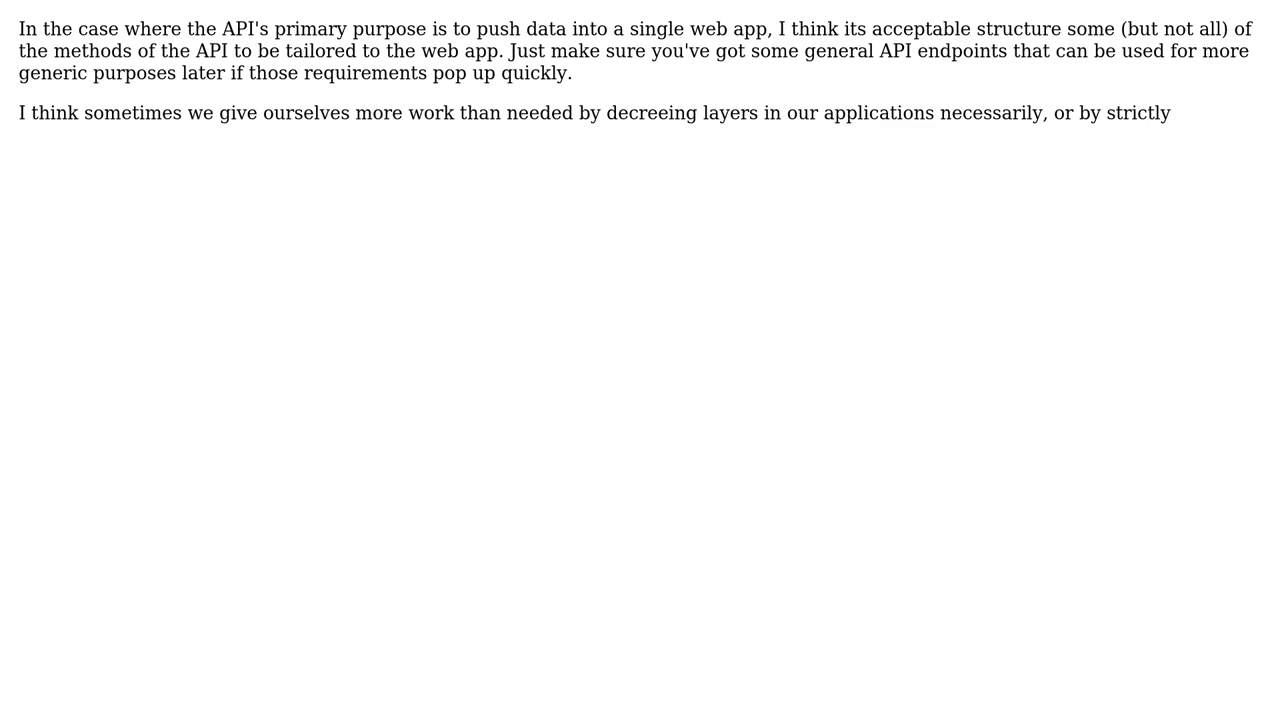 In the case where the API's primary purpose is to push data into a single web app, I think its acceptable structure some (but not all) of
the methods of the API to be tailored to the web app. Just make sure you've got some general API endpoints that can be used for more
generic purposes later if those requirements pop up quickly.
I think sometimes we give ourselves more work than needed by decreeing layers in our applications necessarily, or by strictly